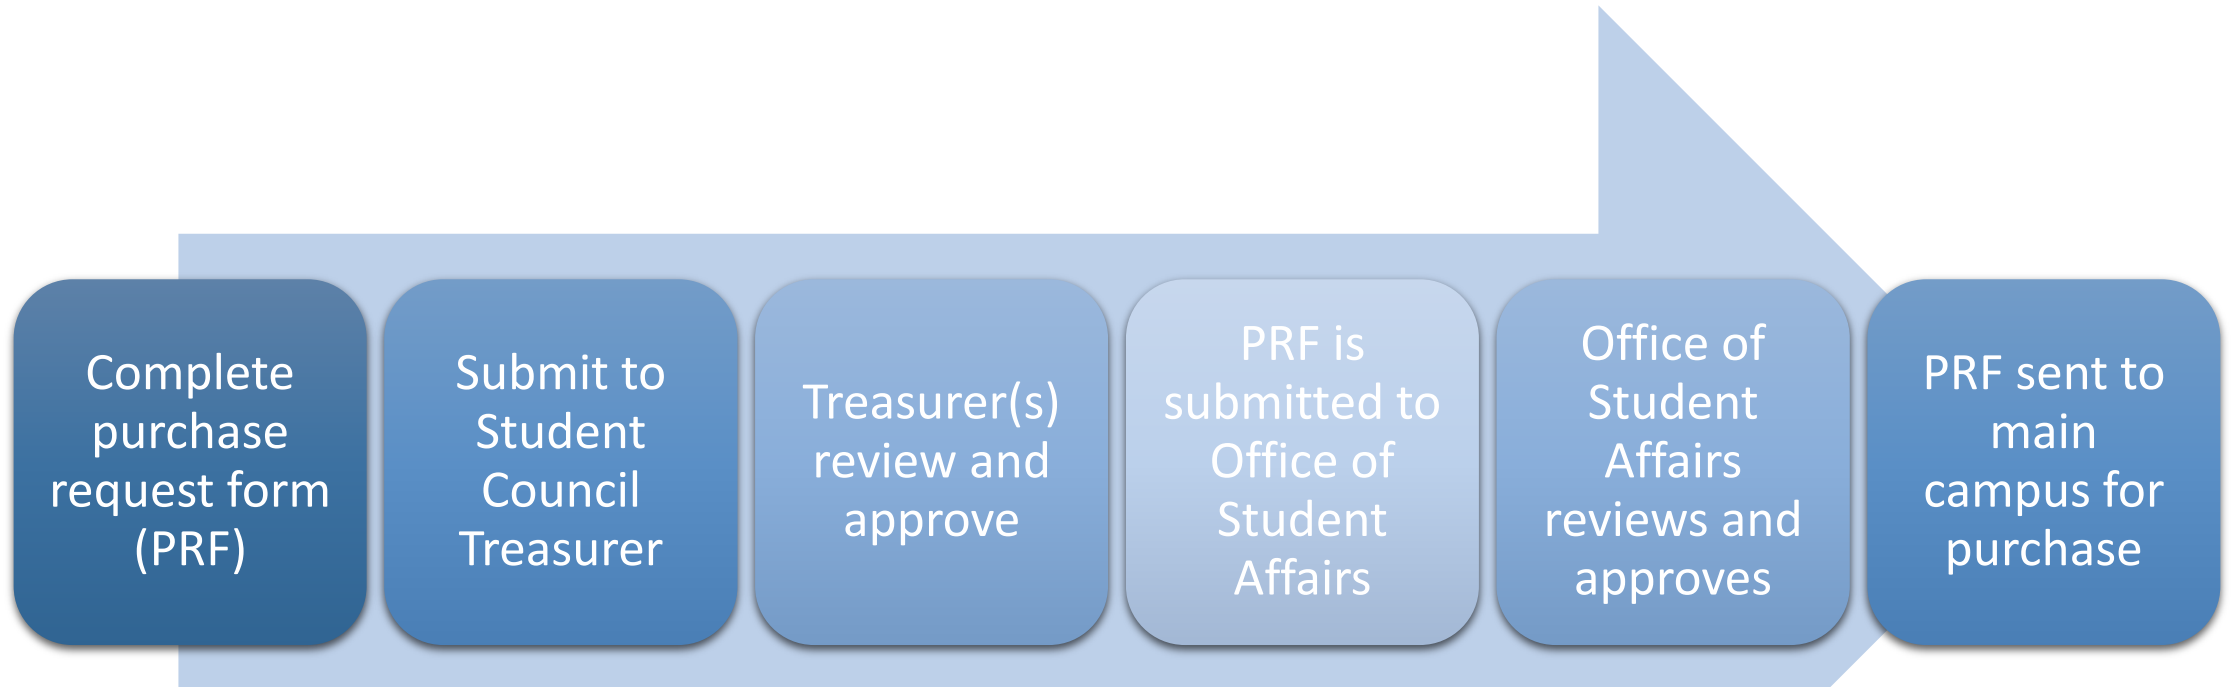 Complete
purchase
request form
(PRF)
Submit to
Student
Council
Treasurer
Treasurer(s)
review and
approve
PRF is
submitted to
Office of
Student
Affairs
Office of
Student
Affairs
reviews and
approves
PRF sent to
main
campus for
purchase